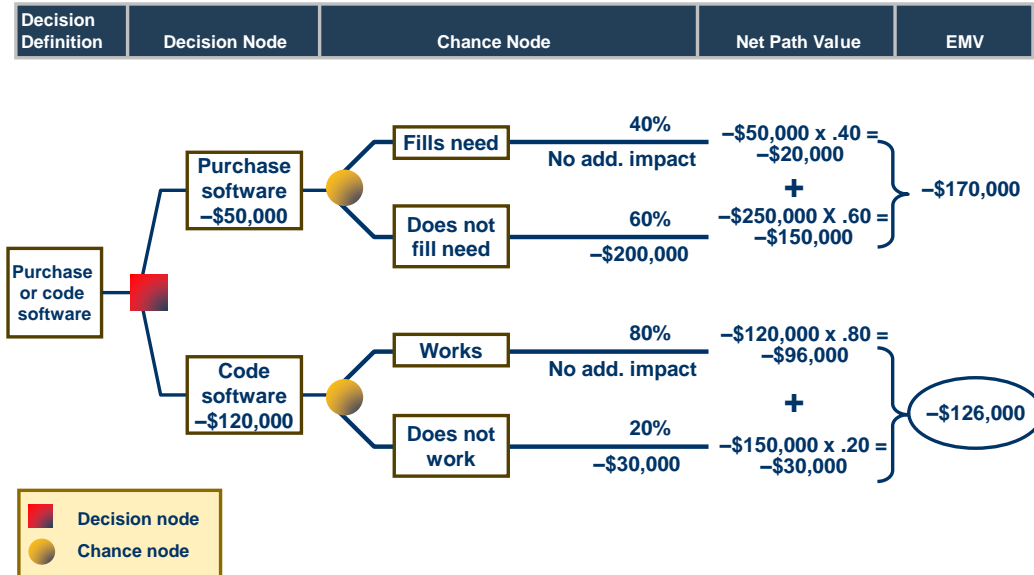 Decision
Definition
Decision Node
Chance Node
Net Path Value
EMV
Purchase
or code
software
Purchase
software
–$50,000
Fills need
40%
No add. impact
–$50,000 x .40 =
–$20,000
+
Does not
fill need
60%
–$200,000
–$250,000 X .60 =
–$150,000
–$170,000
Code
software
–$120,000
Works
80%
No add. impact
–$120,000 x .80 =
–$96,000
+
Does not
work
20%
–$30,000
–$150,000 x .20 =
–$30,000
–$126,000
Decision node
Chance node